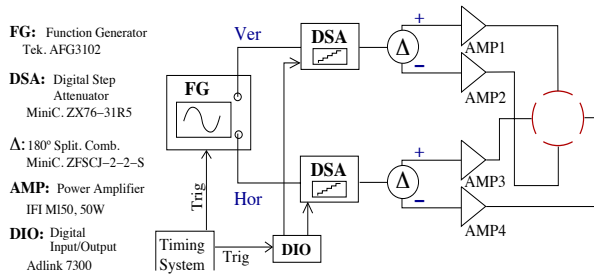 FG: Function Generator
Tek. AFG3102
DSA: Digital Step
Attenuator
MiniC. ZX76-31R5
Δ: 180º Split. Comb.
MiniC. ZFSCJ-2-2-S
AMP: Power Amplifier
IFI M150, 50W
DIO: Digital
Input/Output
Adlink 7300
FG
Ver
Hor
DSA
DSA
Δ
Δ
+
−
+
−
AMP1
AMP2
AMP3
AMP4
Trig
Timing
System
Trig
DIO